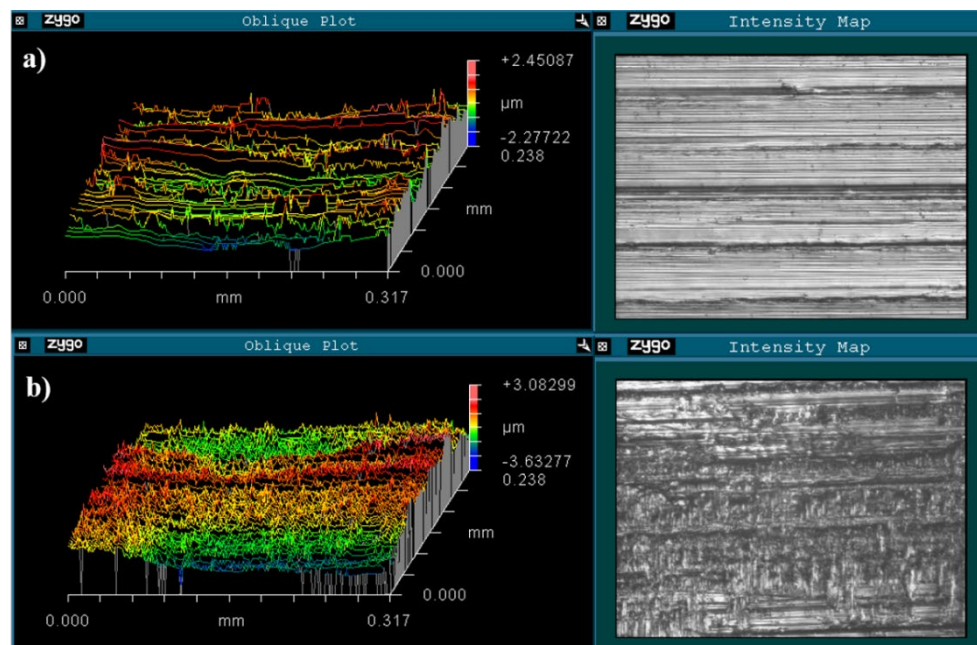 zygo Oblique Plot
zygo Intensity Map
a)
+2.45087
µm
-2.27722
0.238
mm
0.000
0.000 mm 0.317
zygo Oblique Plot
zygo Intensity Map
b)
+3.08299
µm
-3.63277
0.238
mm
0.000
0.000 mm 0.317